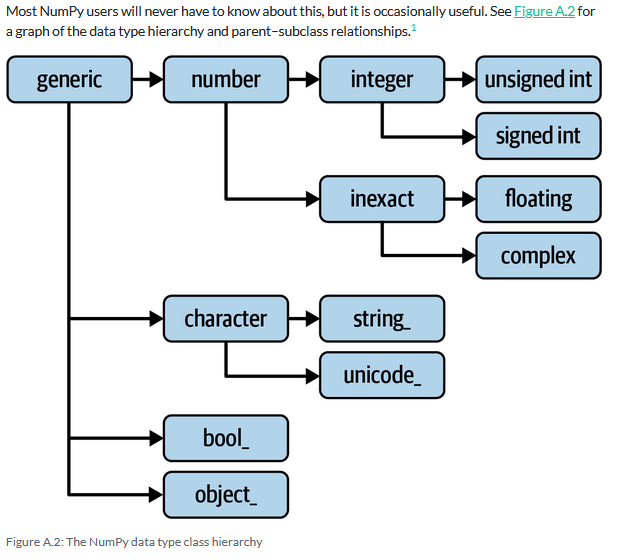 Most NumPy users will never have to know about this, but it is occasionally useful. See Figure A.2 for
a graph of the data type hierarchy and parent–subclass relationships.¹
generic
number
integer
unsigned int
signed int
inexact
floating
complex
character
string_
unicode_
bool_
object_
Figure A.2: The NumPy data type class hierarchy